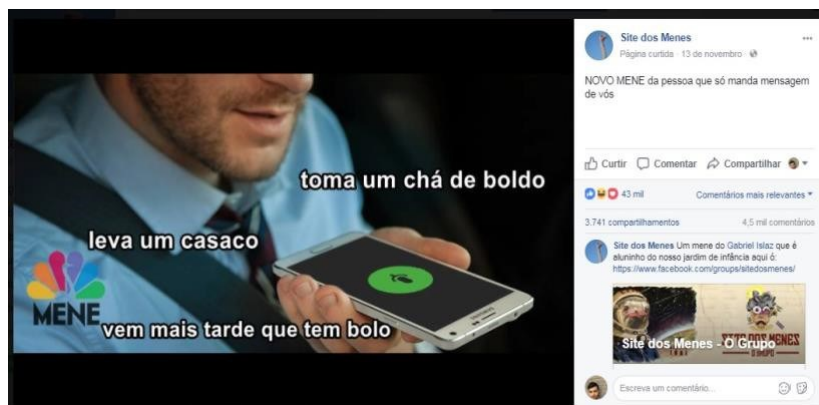 toma um chá de boldo
leva um casaco
MENE
vem mais tarde que tem bolo
Site dos Menes
Página curtida · 13 de novembro ·
NOVO MENE da pessoa que só manda mensagem
de vós
Curtir Comentar Compartilhar
43 mil Comentários mais relevantes
3.741 compartilhamentos 4,5 mil comentários
Site dos Menes Um mene do Gabriel Islaz que é
aluninho do nosso jardim de infância aqui ó:
https://www.facebook.com/groups/sitedosmenes/
Site dos Menes - O Grupo
Escreva um comentário...